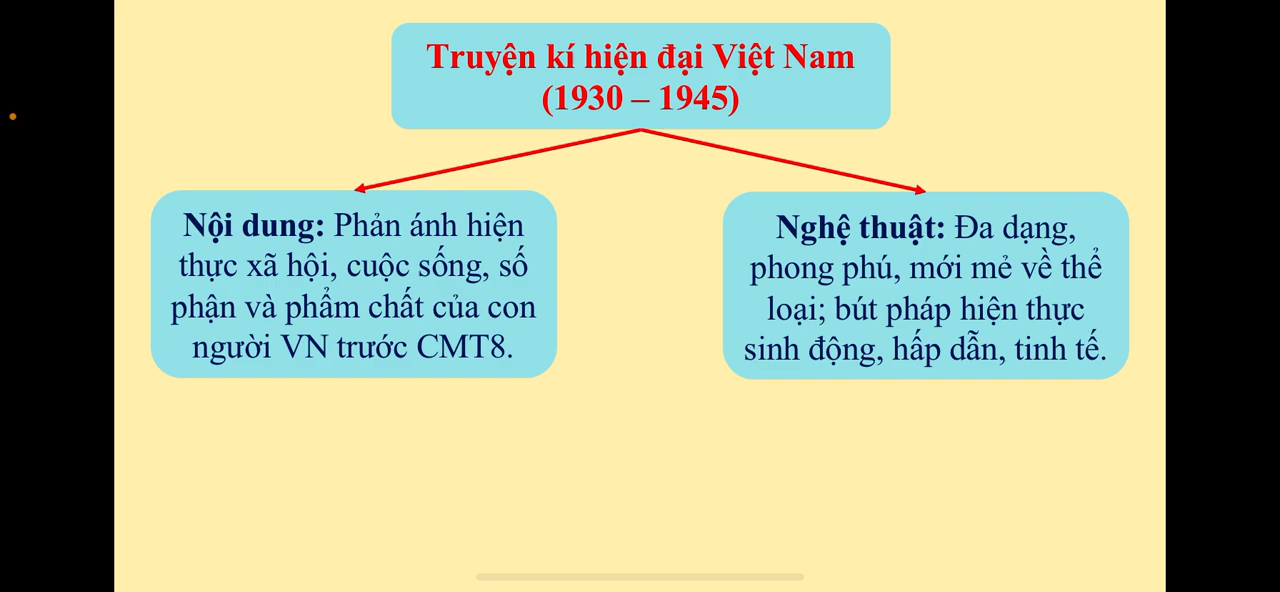 Truyện kí hiện đại Việt Nam
(1930 – 1945)
Nội dung: Phản ánh hiện
thực xã hội, cuộc sống, số
phận và phẩm chất của con
người VN trước CMT8.
Nghệ thuật: Đa dạng,
phong phú, mới mẻ về thể
loại; bút pháp hiện thực
sinh động, hấp dẫn, tinh tế.